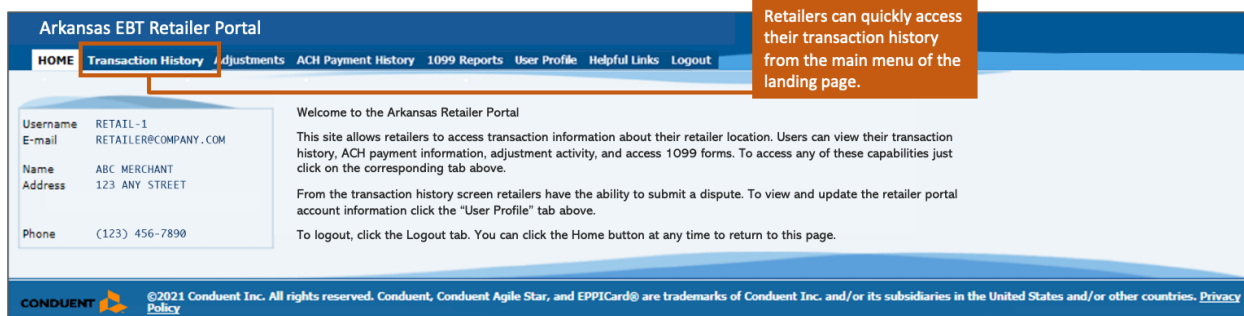 Arkansas EBT Retailer Portal
Retailers can quickly access
their transaction history
from the main menu of the
landing page.
HOME Transaction History Adjustments ACH Payment History 1099 Reports User Profile Helpful Links Logout
Username RETAIL-1
E-mail RETAILER@COMPANY.COM
Name ABC MERCHANT
Address 123 ANY STREET
Phone (123) 456-7890
Welcome to the Arkansas Retailer Portal
This site allows retailers to access transaction information about their retailer location. Users can view their transaction
history, ACH payment information, adjustment activity, and access 1099 forms. To access any of these capabilities just
click on the corresponding tab above.
From the transaction history screen retailers have the ability to submit a dispute. To view and update the retailer portal
account information click the “User Profile” tab above.
To logout, click the Logout tab. You can click the Home button at any time to return to this page.
CONDUENT
©2021 Conduent Inc. All rights reserved. Conduent, Conduent Agile Star, and EPPICard® are trademarks of Conduent Inc. and/or its subsidiaries in the United States and/or other countries. Privacy
Policy